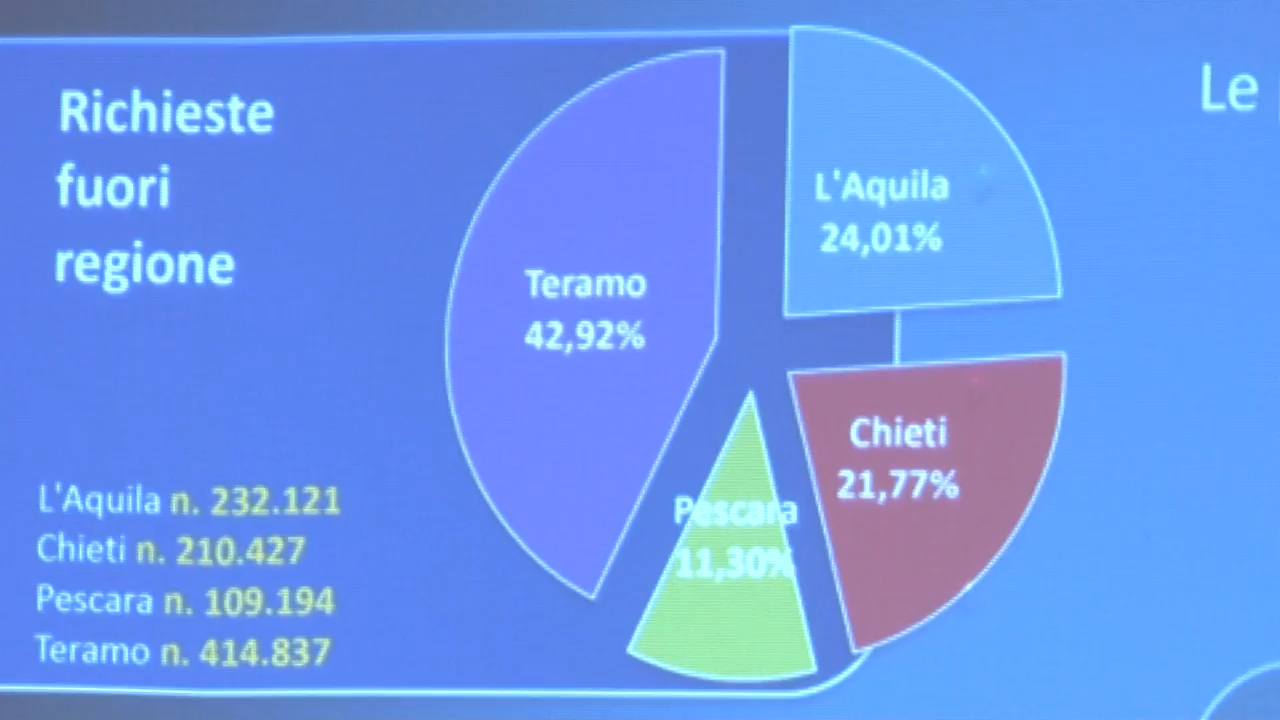 Richieste
fuori
regione
L'Aquila n. 232.121
Chieti n. 210.427
Pescara n. 109.194
Teramo n. 414.837
Teramo
42,92%
L'Aquila
24,01%
Chieti
21,77%
Pescara
11,30%
Le